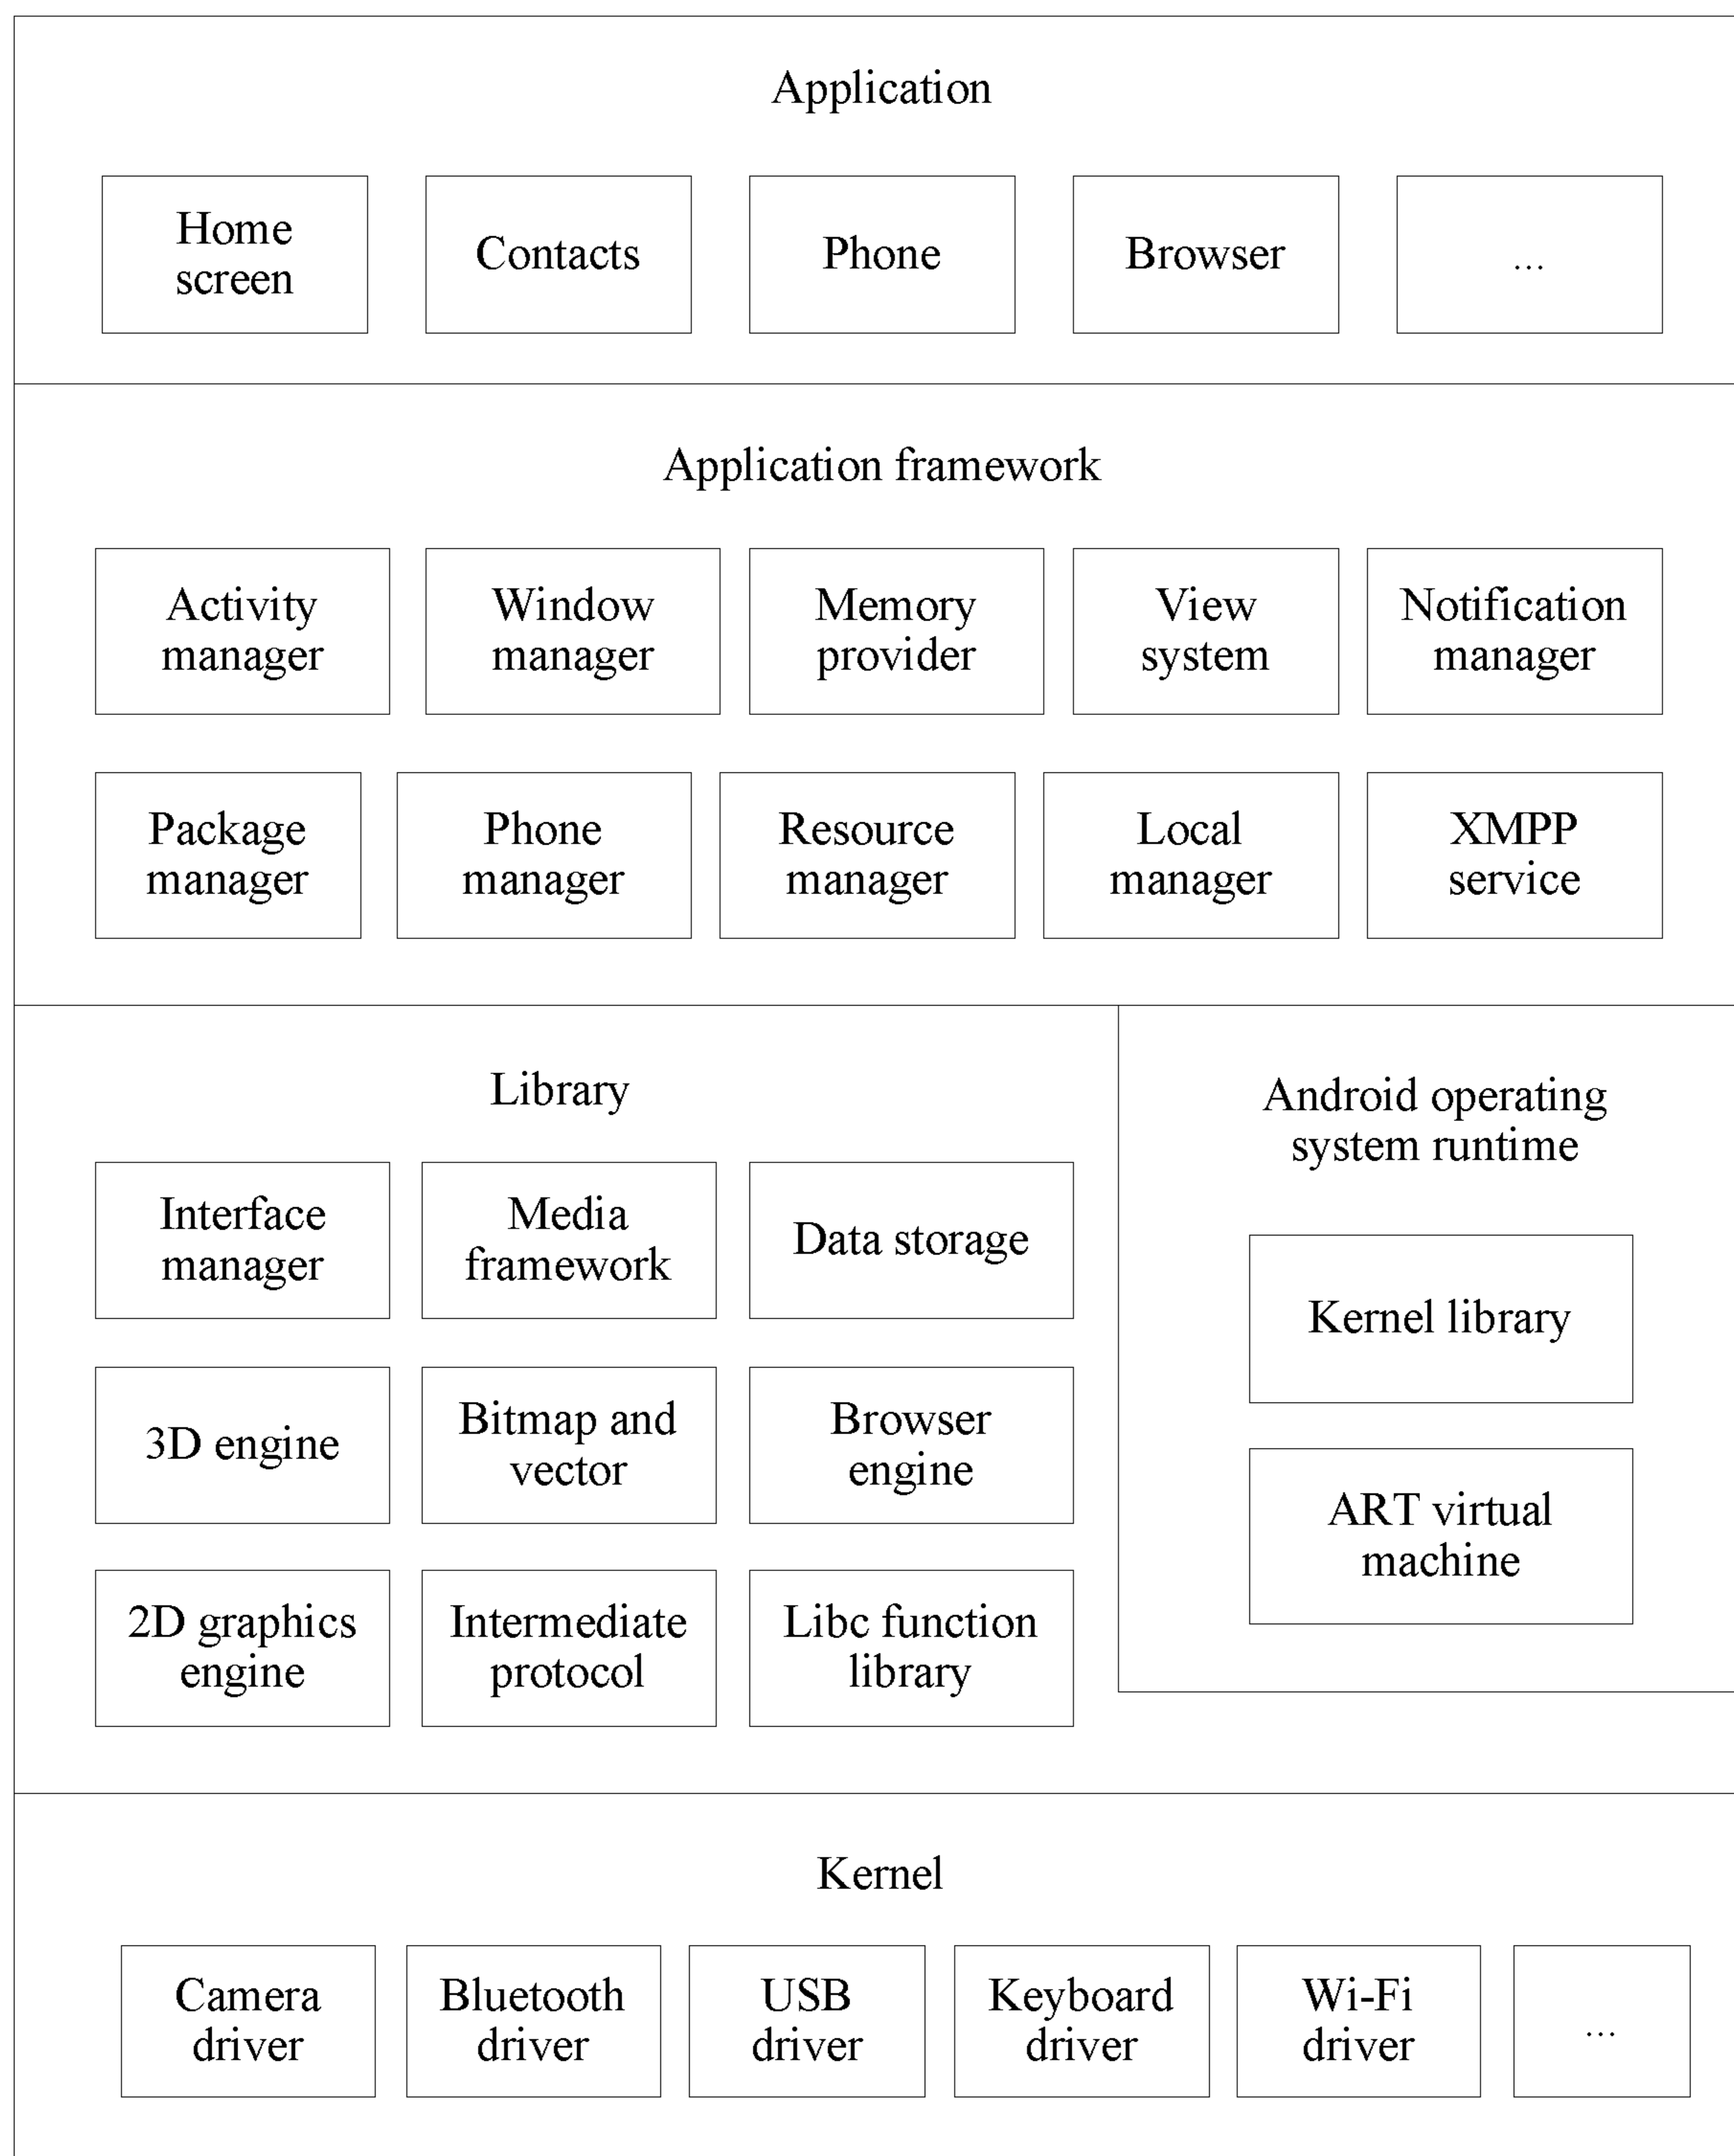 Application
Home
screen
Contacts
Phone
Browser
...
Application framework
Activity
manager
Window
manager
Memory
provider
View
system
Notification
manager
Package
manager
Phone
manager
Resource
manager
Local
manager
XMPP
service
Library
Interface
manager
Media
framework
Data storage
3D engine
Bitmap and
vector
Browser
engine
2D graphics
engine
Intermediate
protocol
Libc function
library
Android operating
system runtime
Kernel library
ART virtual
machine
Kernel
Camera
driver
Bluetooth
driver
USB
driver
Keyboard
driver
Wi-Fi
driver
...